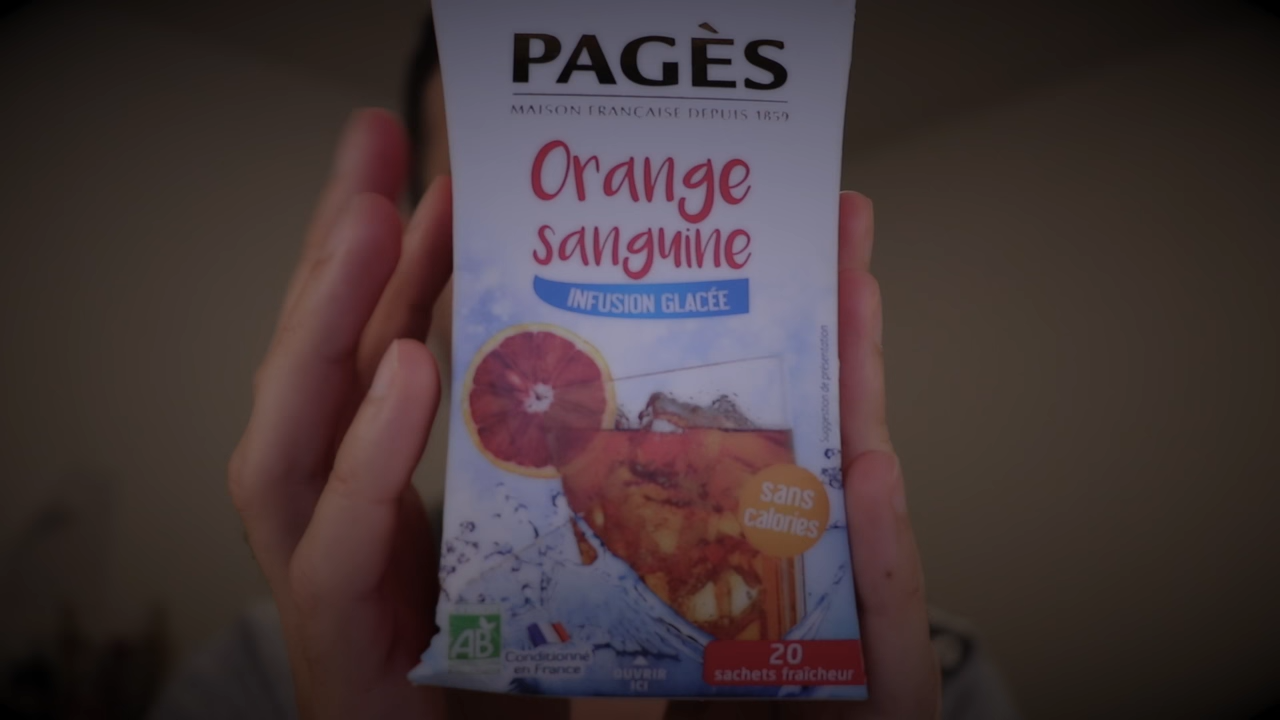 PAGÈS
MAISON FRANÇAISE DEPUIS 1859
Orange
sanguine
INFUSION GLACÉE
Suggestion de présentation
sans
calories
AB
Conditionné
en France
OUVRIR
ICI
20
sachets fraîcheur